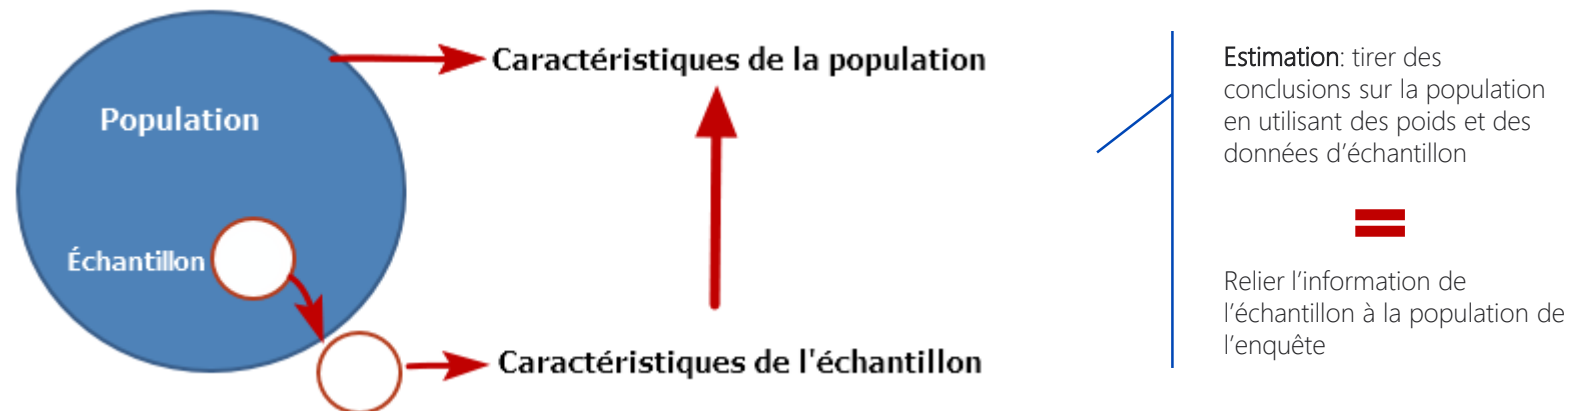 Caractéristiques de la population
Population
Échantillon
Caractéristiques de l'échantillon
Estimation: tirer des
conclusions sur la population
en utilisant des poids et des
données d’échantillon
=
Relier l’information de
l’échantillon à la population de
l’enquête